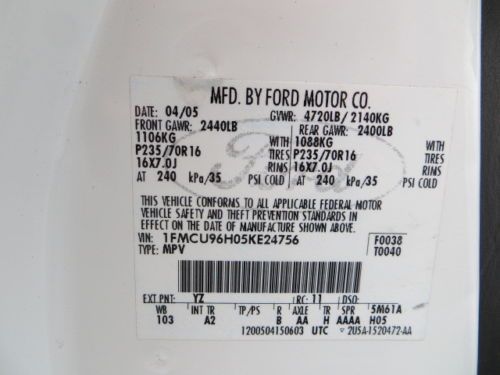 MFD. BY FORD MOTOR CO.
DATE: 04/05 GVWR: 4720LB/2140KG
FRONT GAWR: 2440LB REAR GAWR: 2400LB
1106KG WITH 1088KG WITH
P235/70R16 TIRES P235/70R16 TIRES
16X7.0J RIMS 16X7.0J RIMS
AT 240 kPa/35 PSI COLD AT 240 kPa/35 PSI COLD
Ford
THIS VEHICLE CONFORMS TO ALL APPLICABLE FEDERAL MOTOR
VEHICLE SAFETY AND THEFT PREVENTION STANDARDS IN
EFFECT ON THE DATE OF MANUFACTURE SHOWN ABOVE.
VIN: 1FMCU96H05KE24756 F0038
TYPE: MPV T0040
EXT PNT: YZ RC: 11 DSO:
WB INT TR TP/PS R AXLE TR SPR 5M61A
103 A2 B AA H AAAA H05
1200504150603 UTC 2U5A-1520472-AA